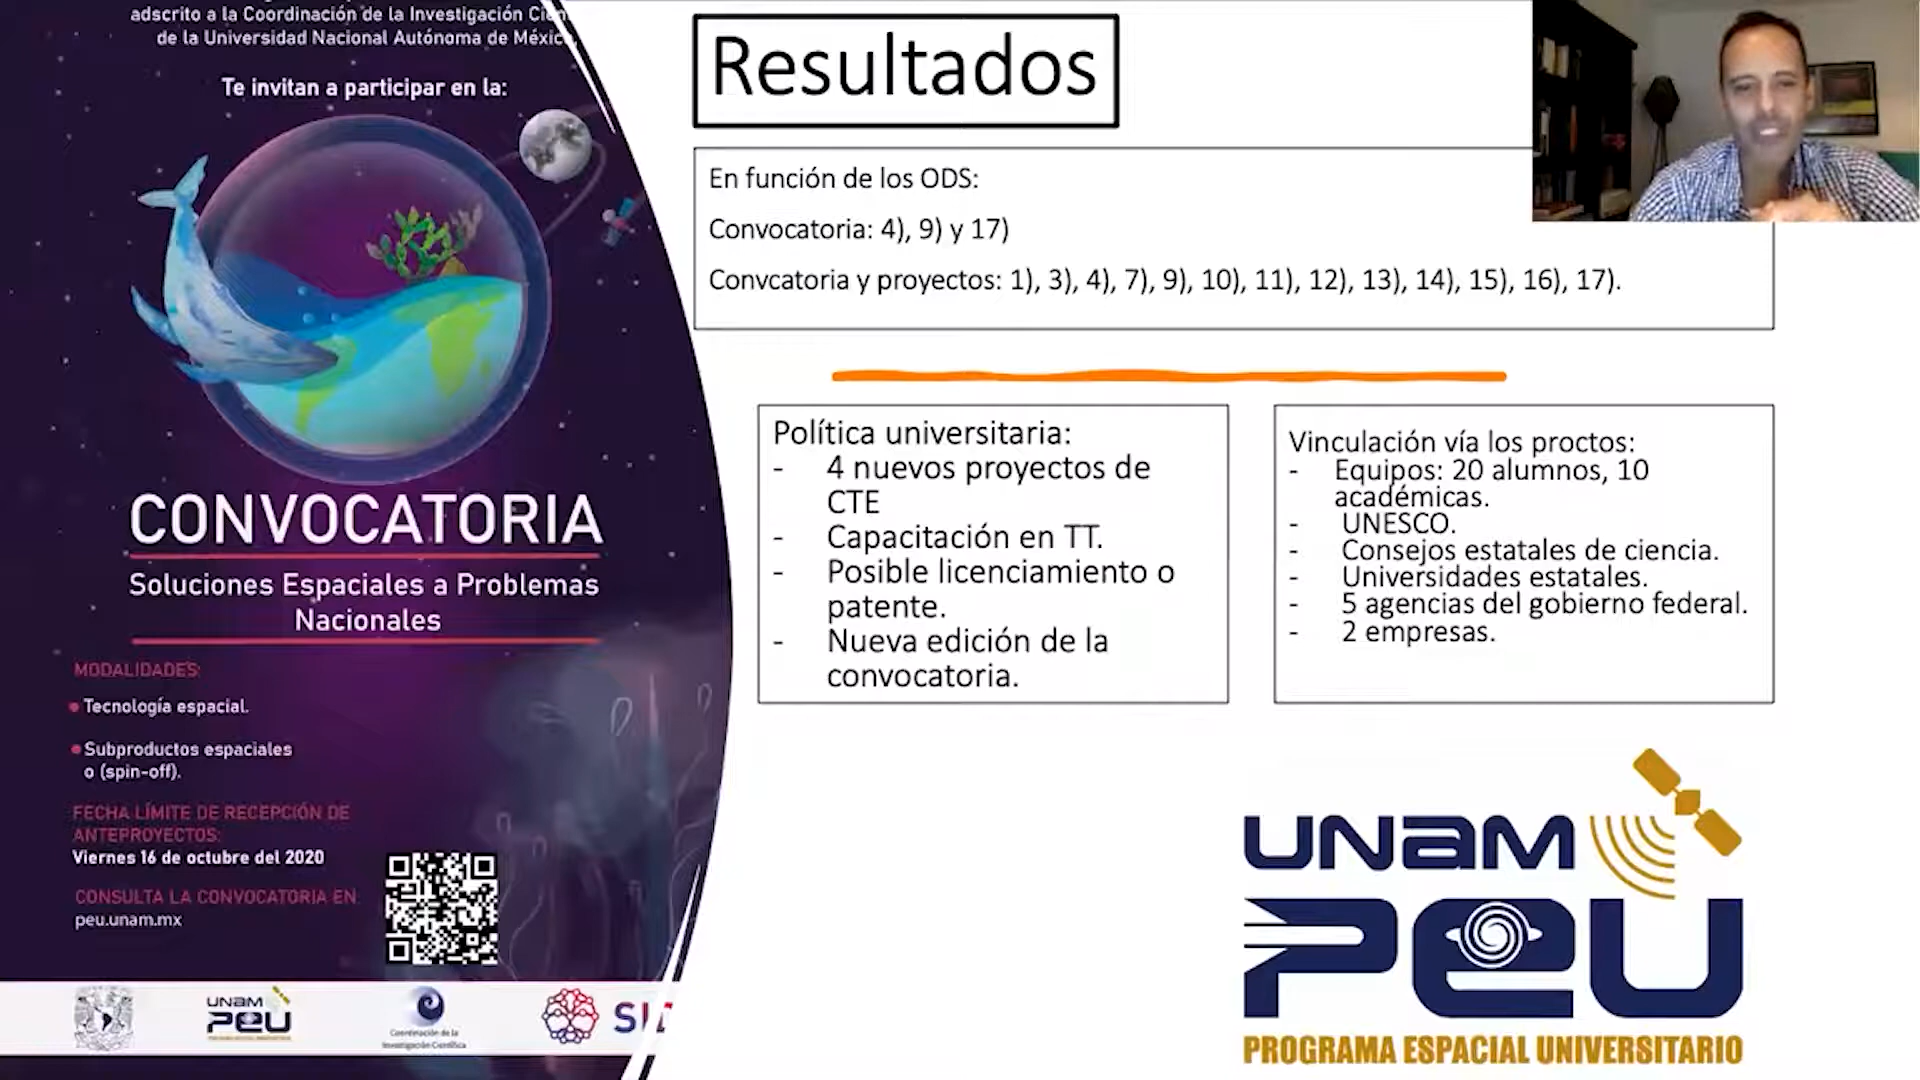 adscrito a la Coordinación de la Investigación
de la Universidad Nacional Autónoma de México
Te invitan a participar en la:
CONVOCATORIA
Soluciones Espaciales a Problemas
Nacionales
MODALIDADES:
Tecnología espacial.
Subproductos espaciales
o (spin-off).
FECHA LÍMITE DE RECEPCIÓN DE
ANTEPROYECTOS:
Viernes 16 de octubre del 2020
CONSULTA LA CONVOCATORIA EN:
peu.unam.mx
UNAM
PEU
Coordinación de la
Investigación Científica
Resultados
En función de los ODS:
Convocatoria: 4), 9) y 17)
Convcatoria y proyectos: 1), 3), 4), 7), 9), 10), 11), 12), 13), 14), 15), 16), 17).
Política universitaria:
- 4 nuevos proyectos de
CTE
- Capacitación en TT.
- Posible licenciamiento o
patente.
- Nueva edición de la
convocatoria.
Vinculación vía los proctos:
- Equipos: 20 alumnos, 10
académicas.
- UNESCO.
- Consejos estatales de ciencia.
- Universidades estatales.
- 5 agencias del gobierno federal.
- 2 empresas.
UNAM
PEU
PROGRAMA ESPACIAL UNIVERSITARIO